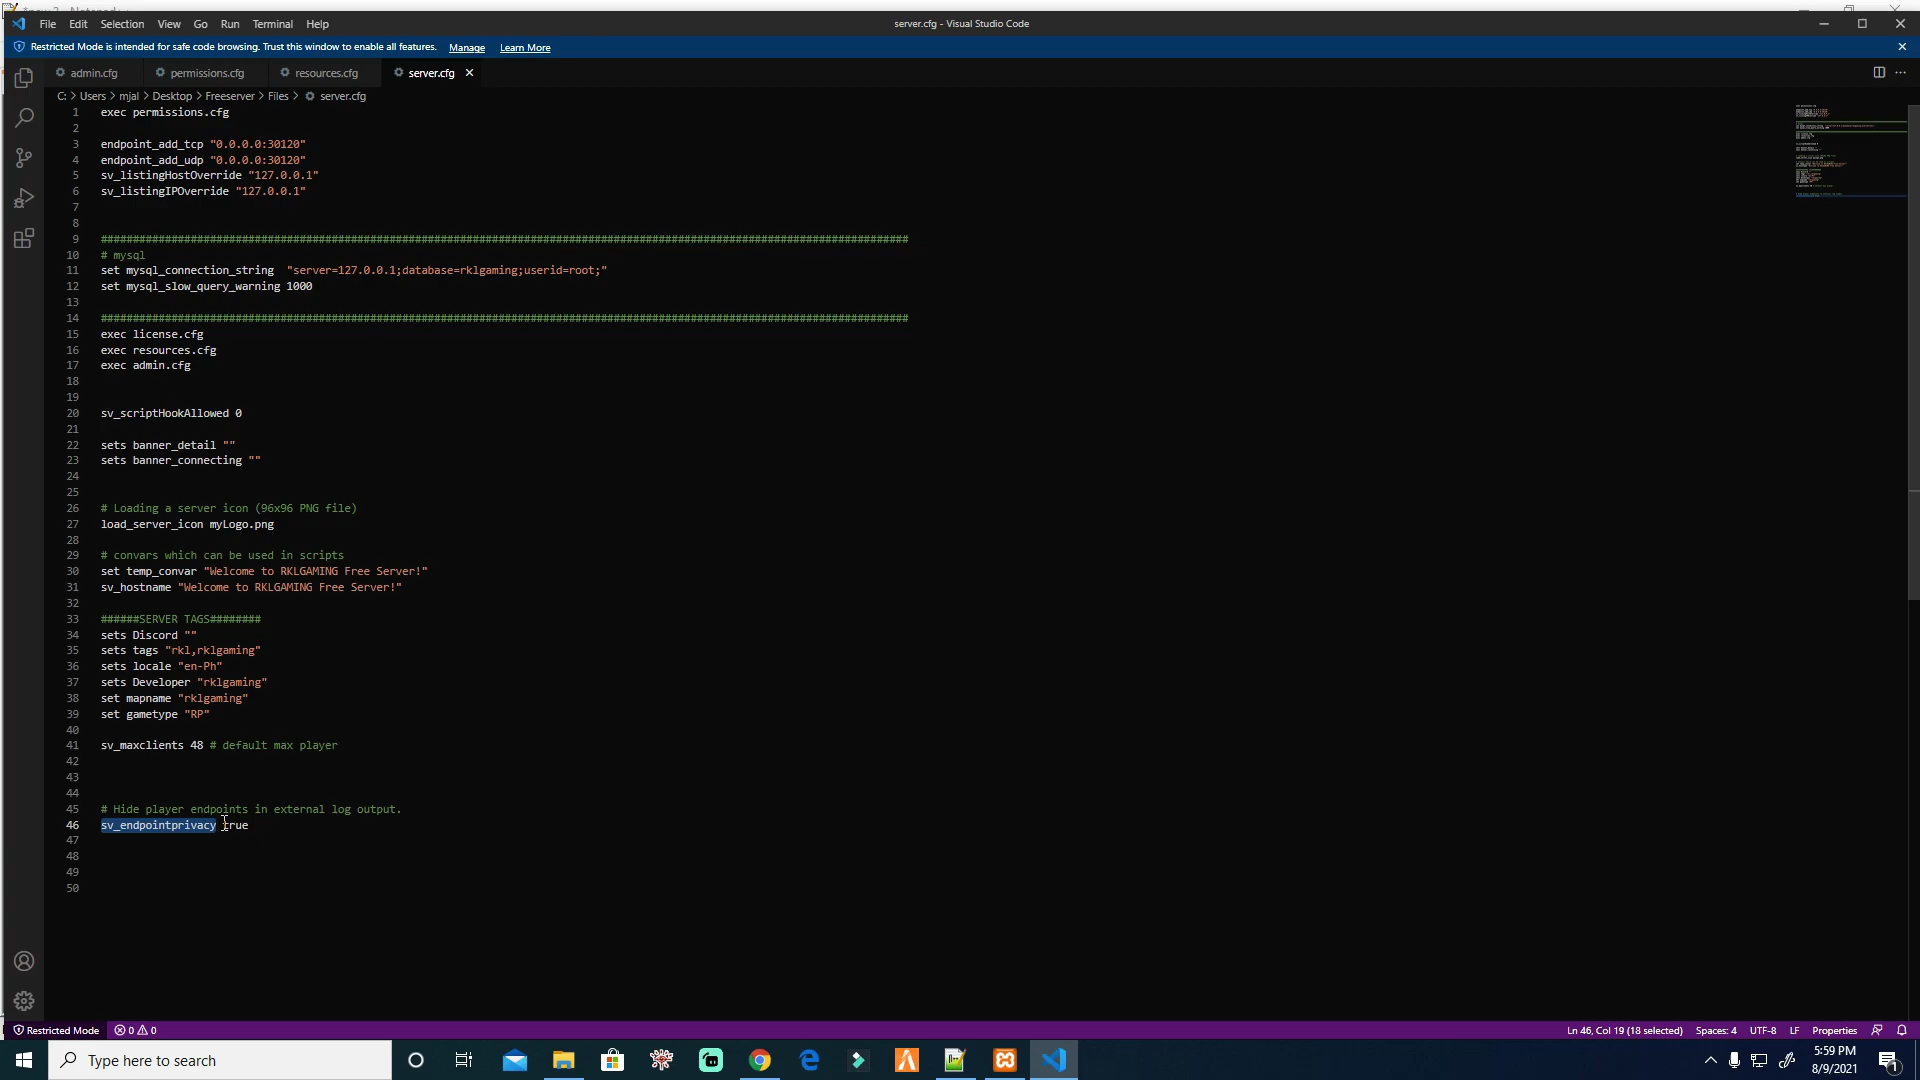 File Edit Selection View Go Run Terminal Help
server.cfg - Visual Studio Code
Restricted Mode is intended for safe code browsing. Trust this window to enable all features. Manage Learn More
admin.cfg permissions.cfg resources.cfg server.cfg
C: > Users > mjal > Desktop > Freeserver > Files > server.cfg
1 exec permissions.cfg
2
3 endpoint_add_tcp "0.0.0.0:30120"
4 endpoint_add_udp "0.0.0.0:30120"
5 sv_listingHostOverride "127.0.0.1"
6 sv_listingIPOverride "127.0.0.1"
7
8
9 ##############################################################################################################################
10 # mysql
11 set mysql_connection_string "server=127.0.0.1;database=rklgaming;userid=root;"
12 set mysql_slow_query_warning 1000
13
14 ##############################################################################################################################
15 exec license.cfg
16 exec resources.cfg
17 exec admin.cfg
18
19
20 sv_scriptHookAllowed 0
21
22 sets banner_detail ""
23 sets banner_connecting ""
24
25
26 # Loading a server icon (96x96 PNG file)
27 load_server_icon myLogo.png
28
29 # convars which can be used in scripts
30 set temp_convar "Welcome to RKLGAMING Free Server!"
31 sv_hostname "Welcome to RKLGAMING Free Server!"
32
33 ######SERVER TAGS########
34 sets Discord ""
35 sets tags "rkl,rklgaming"
36 sets locale "en-Ph"
37 sets Developer "rklgaming"
38 set mapname "rklgaming"
39 set gametype "RP"
40
41 sv_maxclients 48 # default max player
42
43
44
45 # Hide player endpoints in external log output.
46 sv_endpointprivacy true
47
48
49
50
Restricted Mode 0 0
Ln 46, Col 19 (18 selected) Spaces: 4 UTF-8 LF Properties
Type here to search
5:59 PM
8/9/2021
1